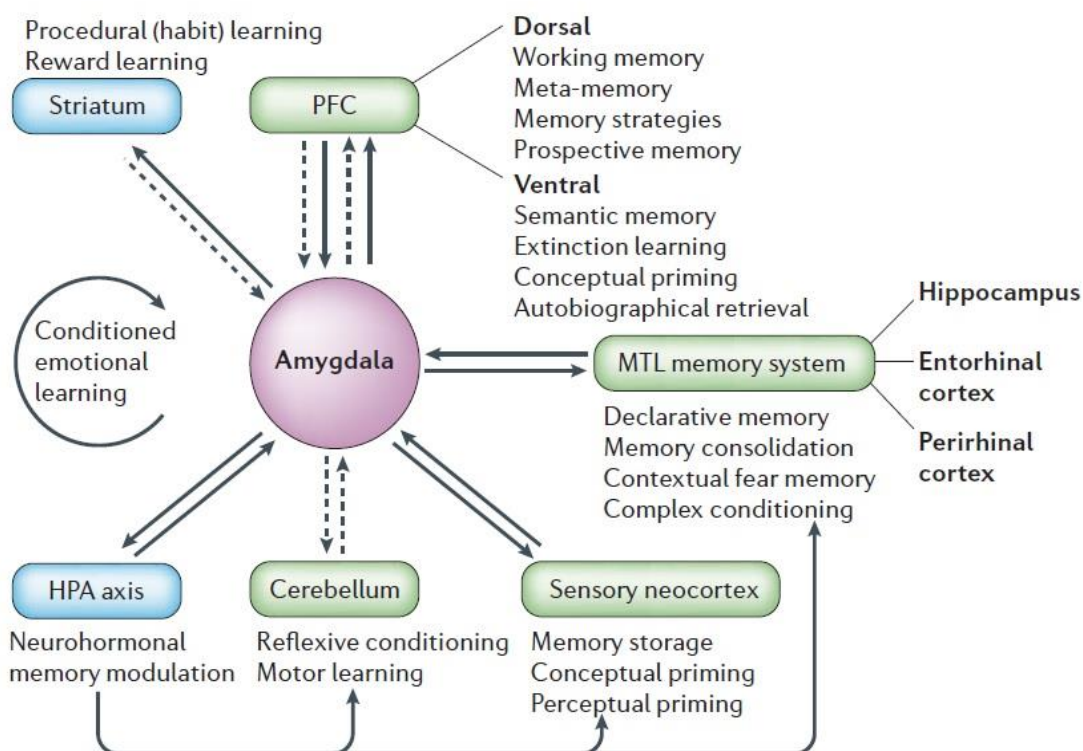 Procedural (habit) learning
Reward learning
Striatum
PFC
Dorsal
Working memory
Meta-memory
Memory strategies
Prospective memory
Ventral
Semantic memory
Extinction learning
Conceptual priming
Autobiographical retrieval
Conditioned
emotional
learning
Amygdala
MTL memory system
Hippocampus
Entorhinal
cortex
Perirhinal
cortex
Declarative memory
Memory consolidation
Contextual fear memory
Complex conditioning
HPA axis
Neurohormonal
memory modulation
Cerebellum
Reflexive conditioning
Motor learning
Sensory neocortex
Memory storage
Conceptual priming
Perceptual priming